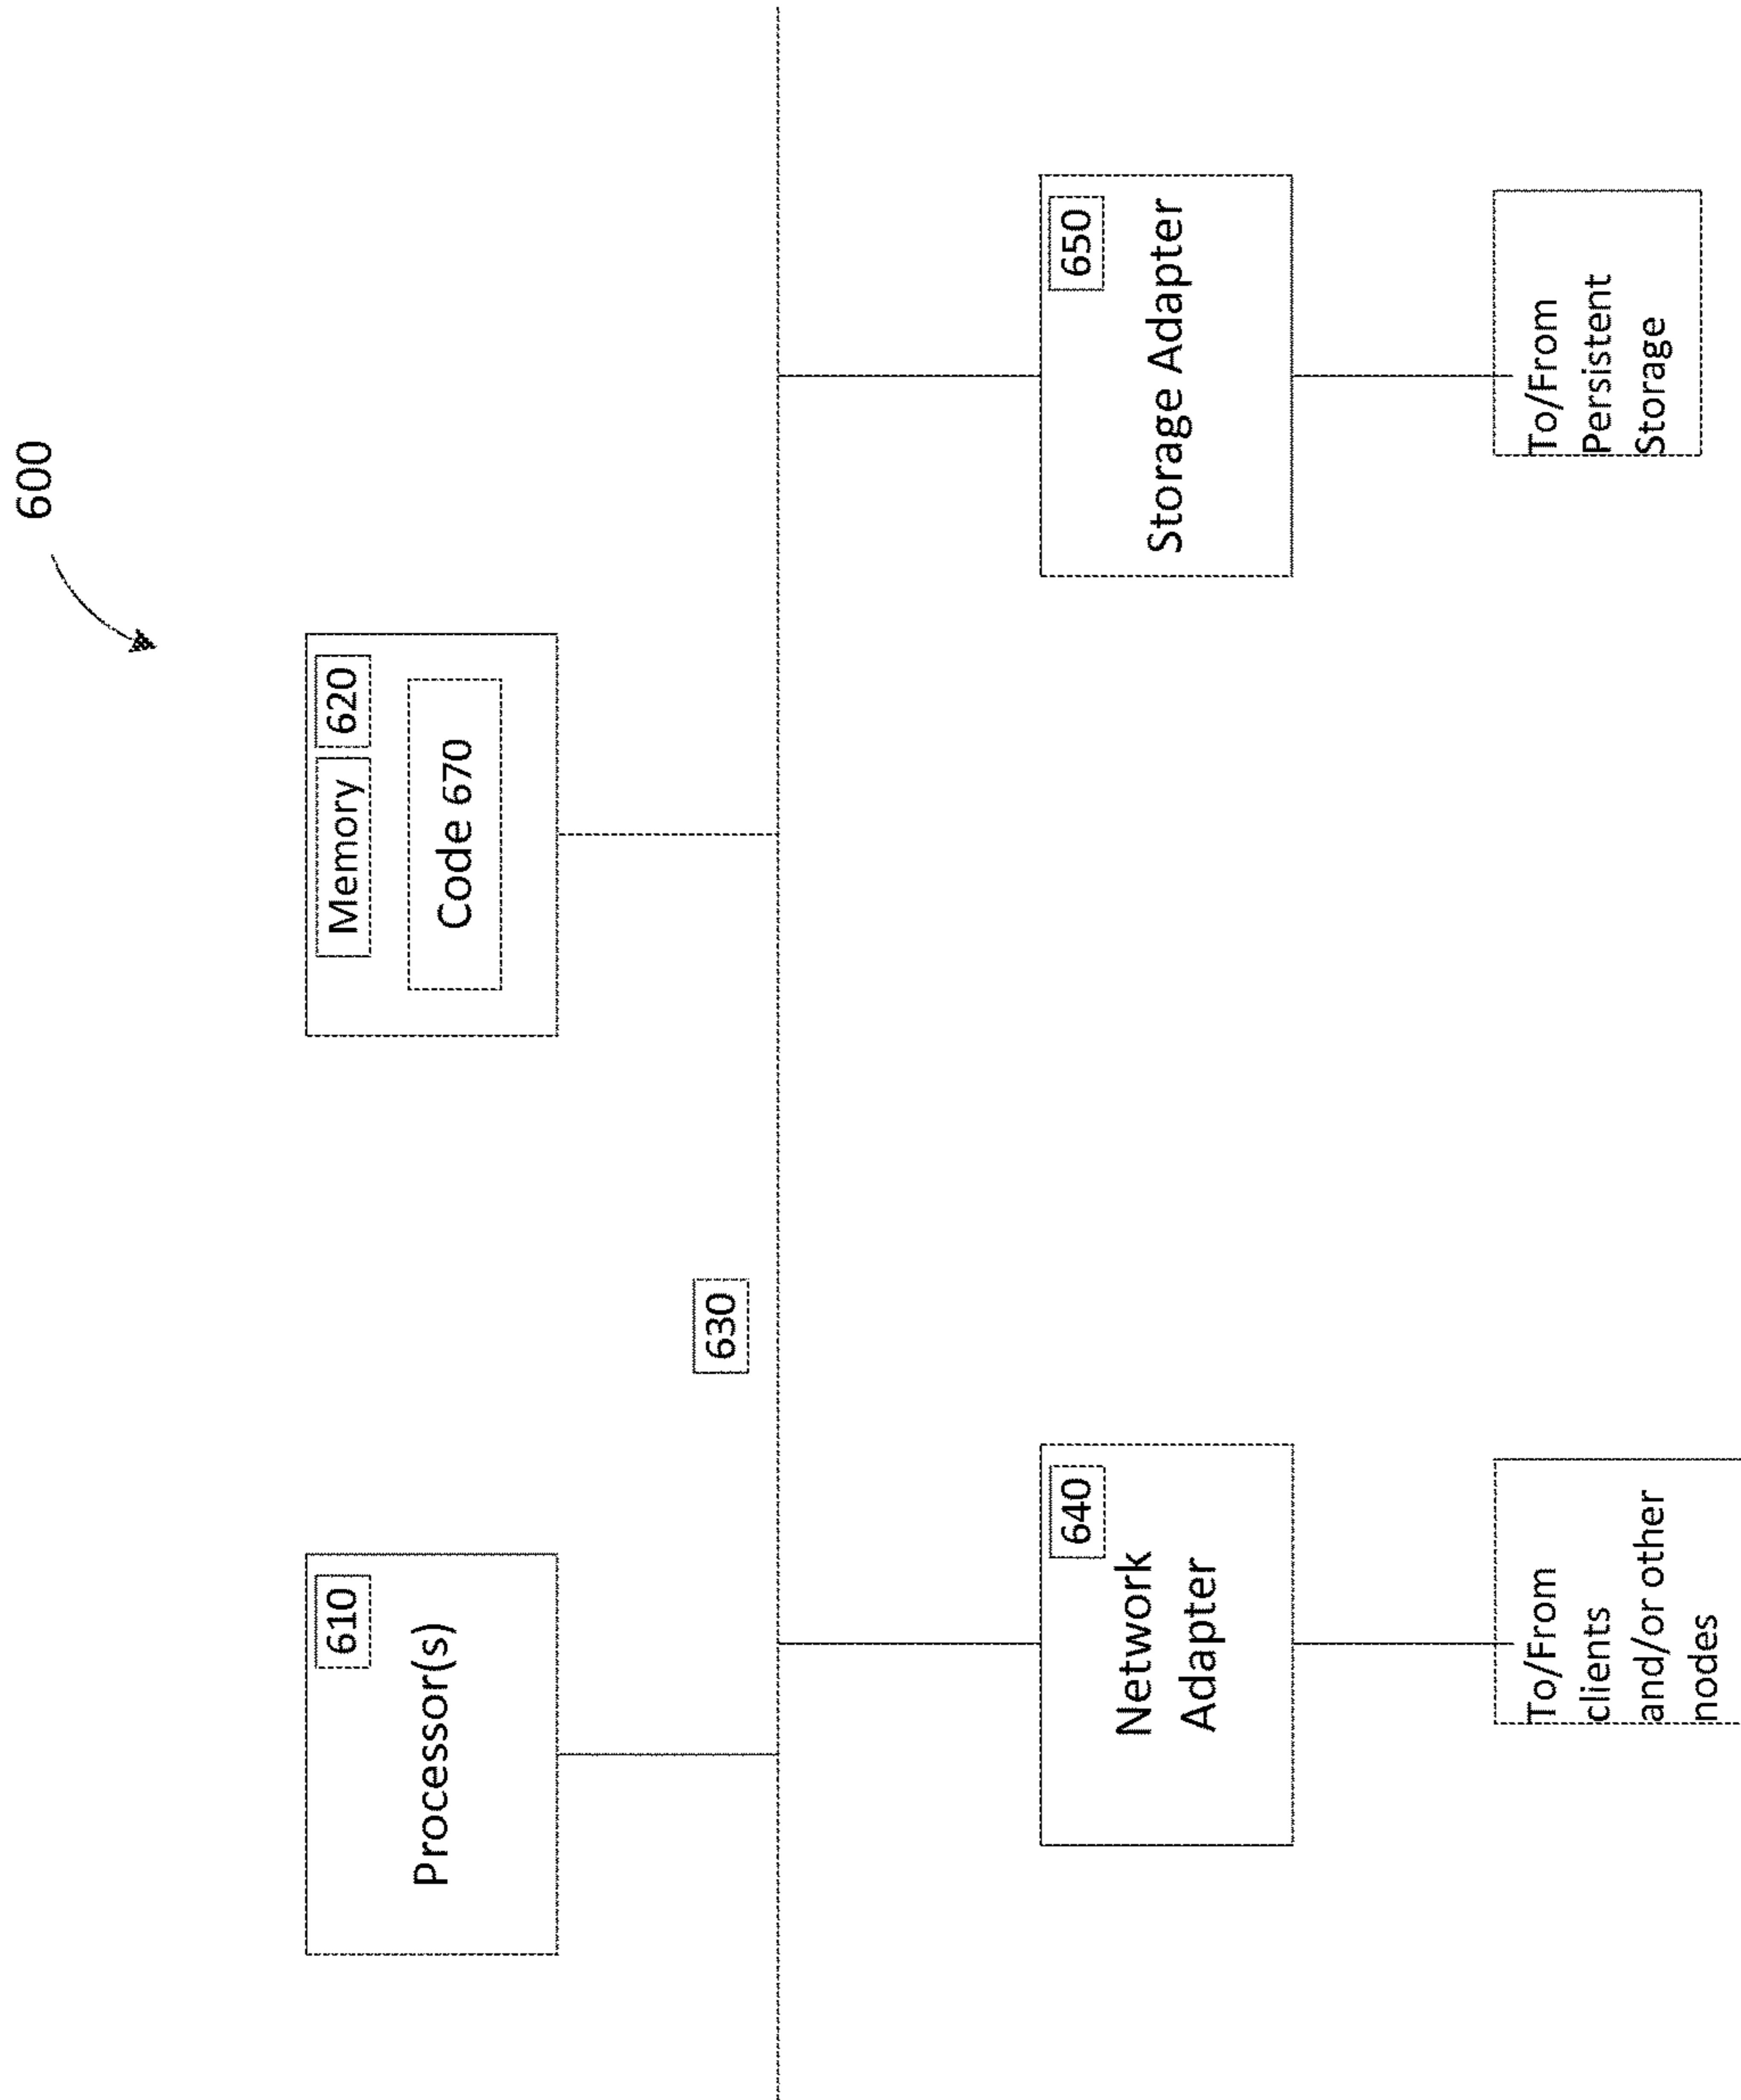 600
610
Processor(s)
Memory
620
Code 670
630
640
Network
Adapter
650
Storage Adapter
To/From
clients
and/or other
nodes
To/From
Persistent
Storage